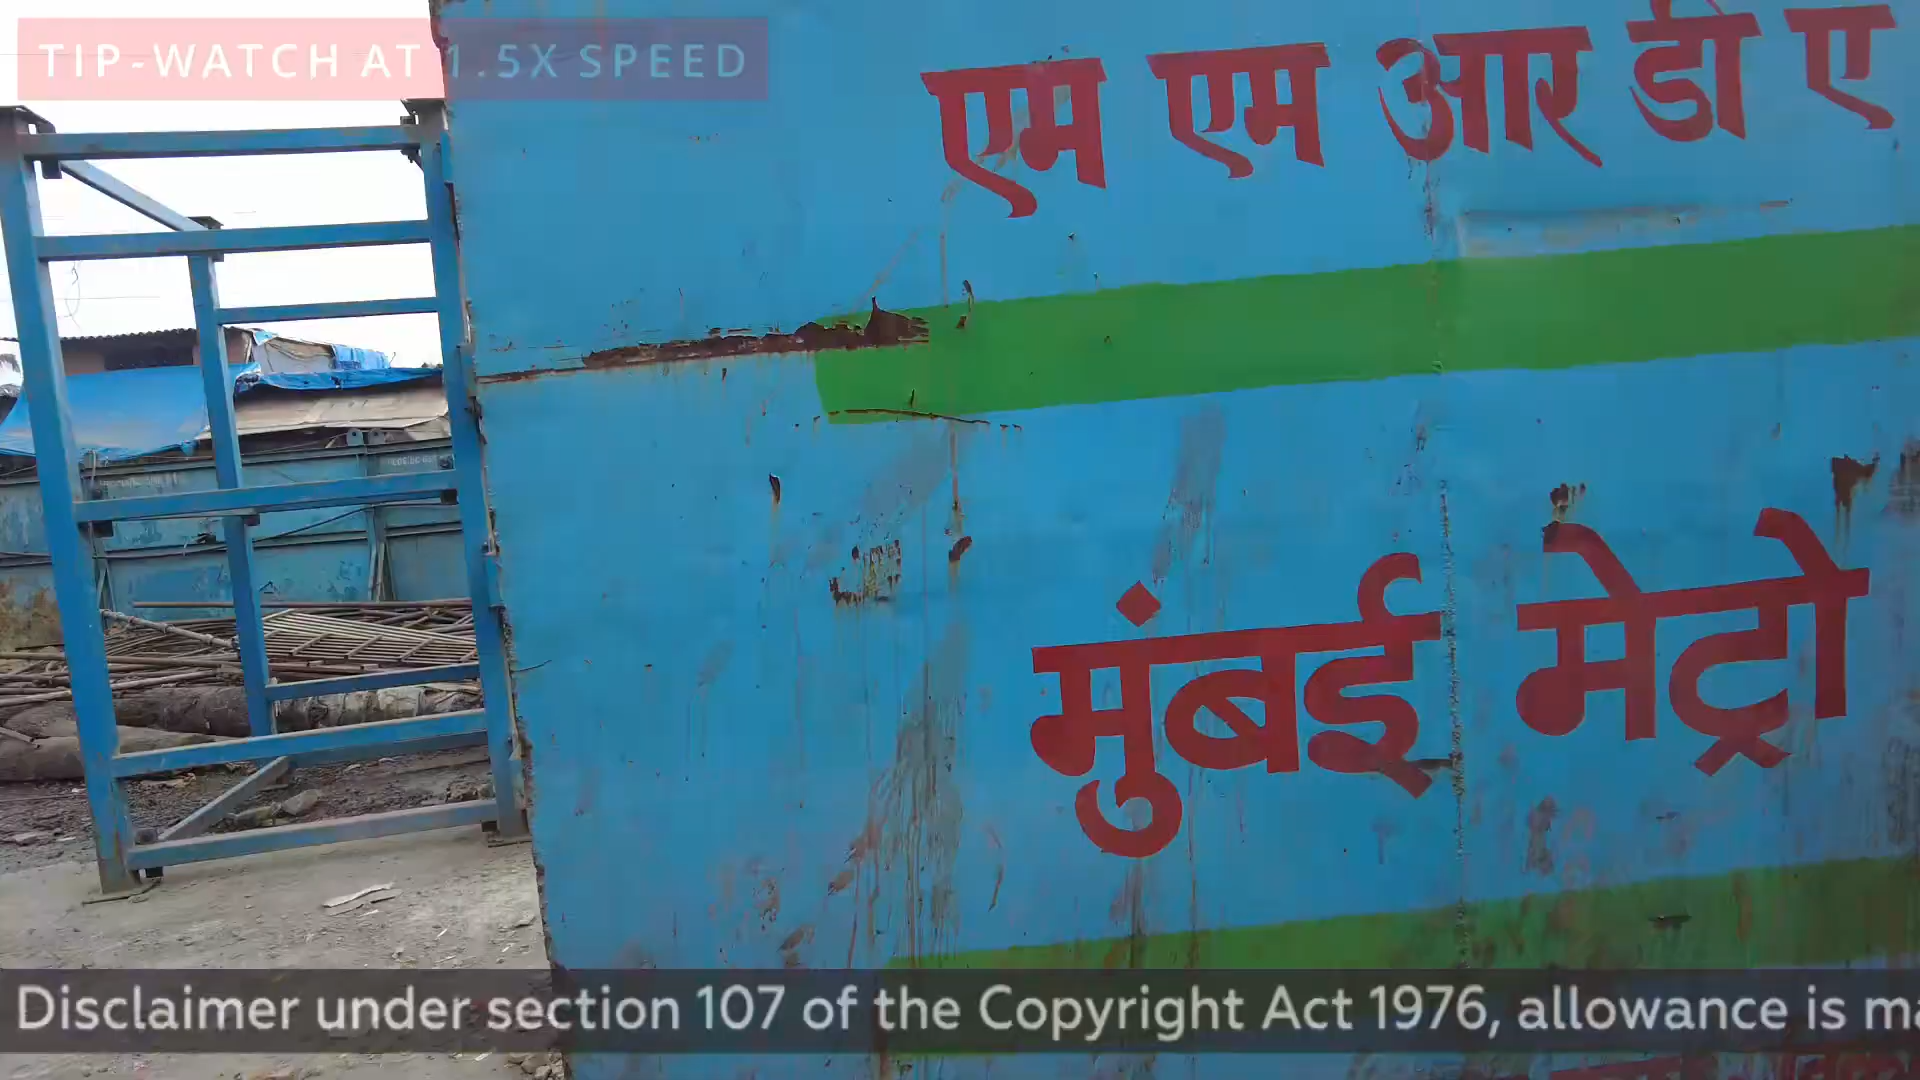 TIP-WATCH AT 1.5X SPEED
एम एम आर डी ए
मुंबई मेट्रो
Disclaimer under section 107 of the Copyright Act 1976, allowance is